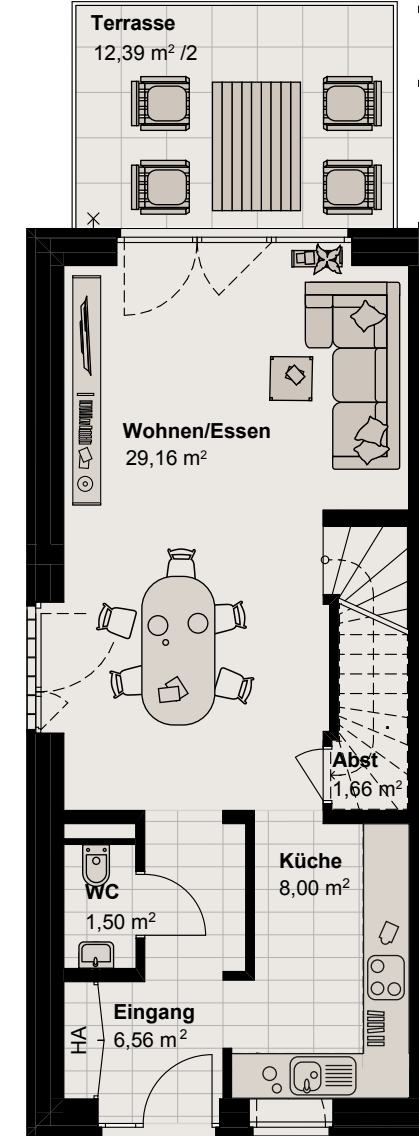 Terrasse
12,39 m² /2
Wohnen/Essen
29,16 m²
Abst
1,66 m²
Küche
8,00 m²
WC
1,50 m²
Eingang
6,56 m²
HA